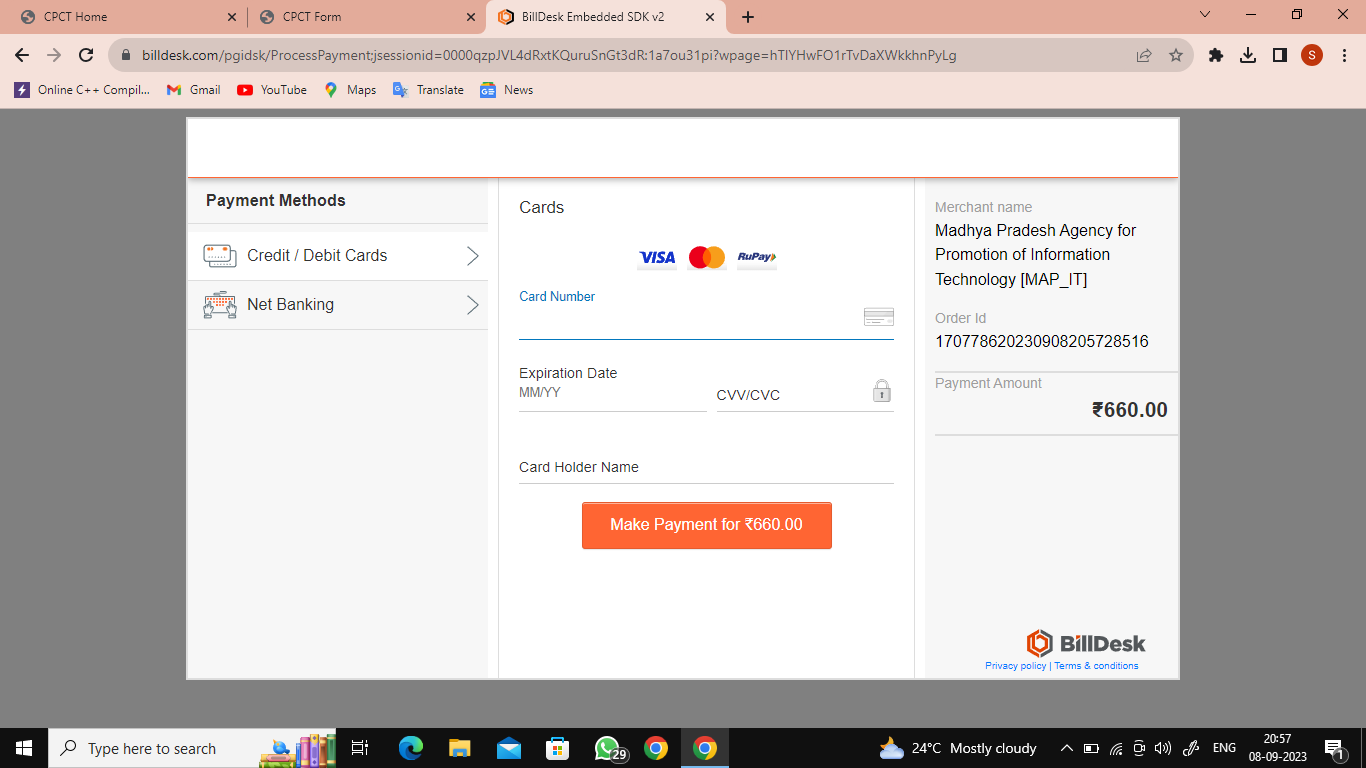 CPCT Home
CPCT Form
BillDesk Embedded SDK v2
billdesk.com/pgidsk/ProcessPayment;jsessionid=0000qzpJVL4dRxtKQuruSnGt3dR:1a7ou31pi?wpage=hTIYHwFO1rTvDaXWkkhnPyLg
S
Online C++ Compil...
Gmail
YouTube
Maps
Translate
News
Payment Methods
Credit / Debit Cards
Net Banking
Cards
VISA
RuPay
Card Number
Expiration Date
MM/YY
CVV/CVC
Card Holder Name
Make Payment for ₹660.00
Merchant name
Madhya Pradesh Agency for
Promotion of Information
Technology [MAP_IT]
Order Id
170778620230908205728516
Payment Amount
₹660.00
BillDesk
Privacy policy | Terms & conditions
Type here to search
29
24°C Mostly cloudy
ENG
20:57
08-09-2023
1